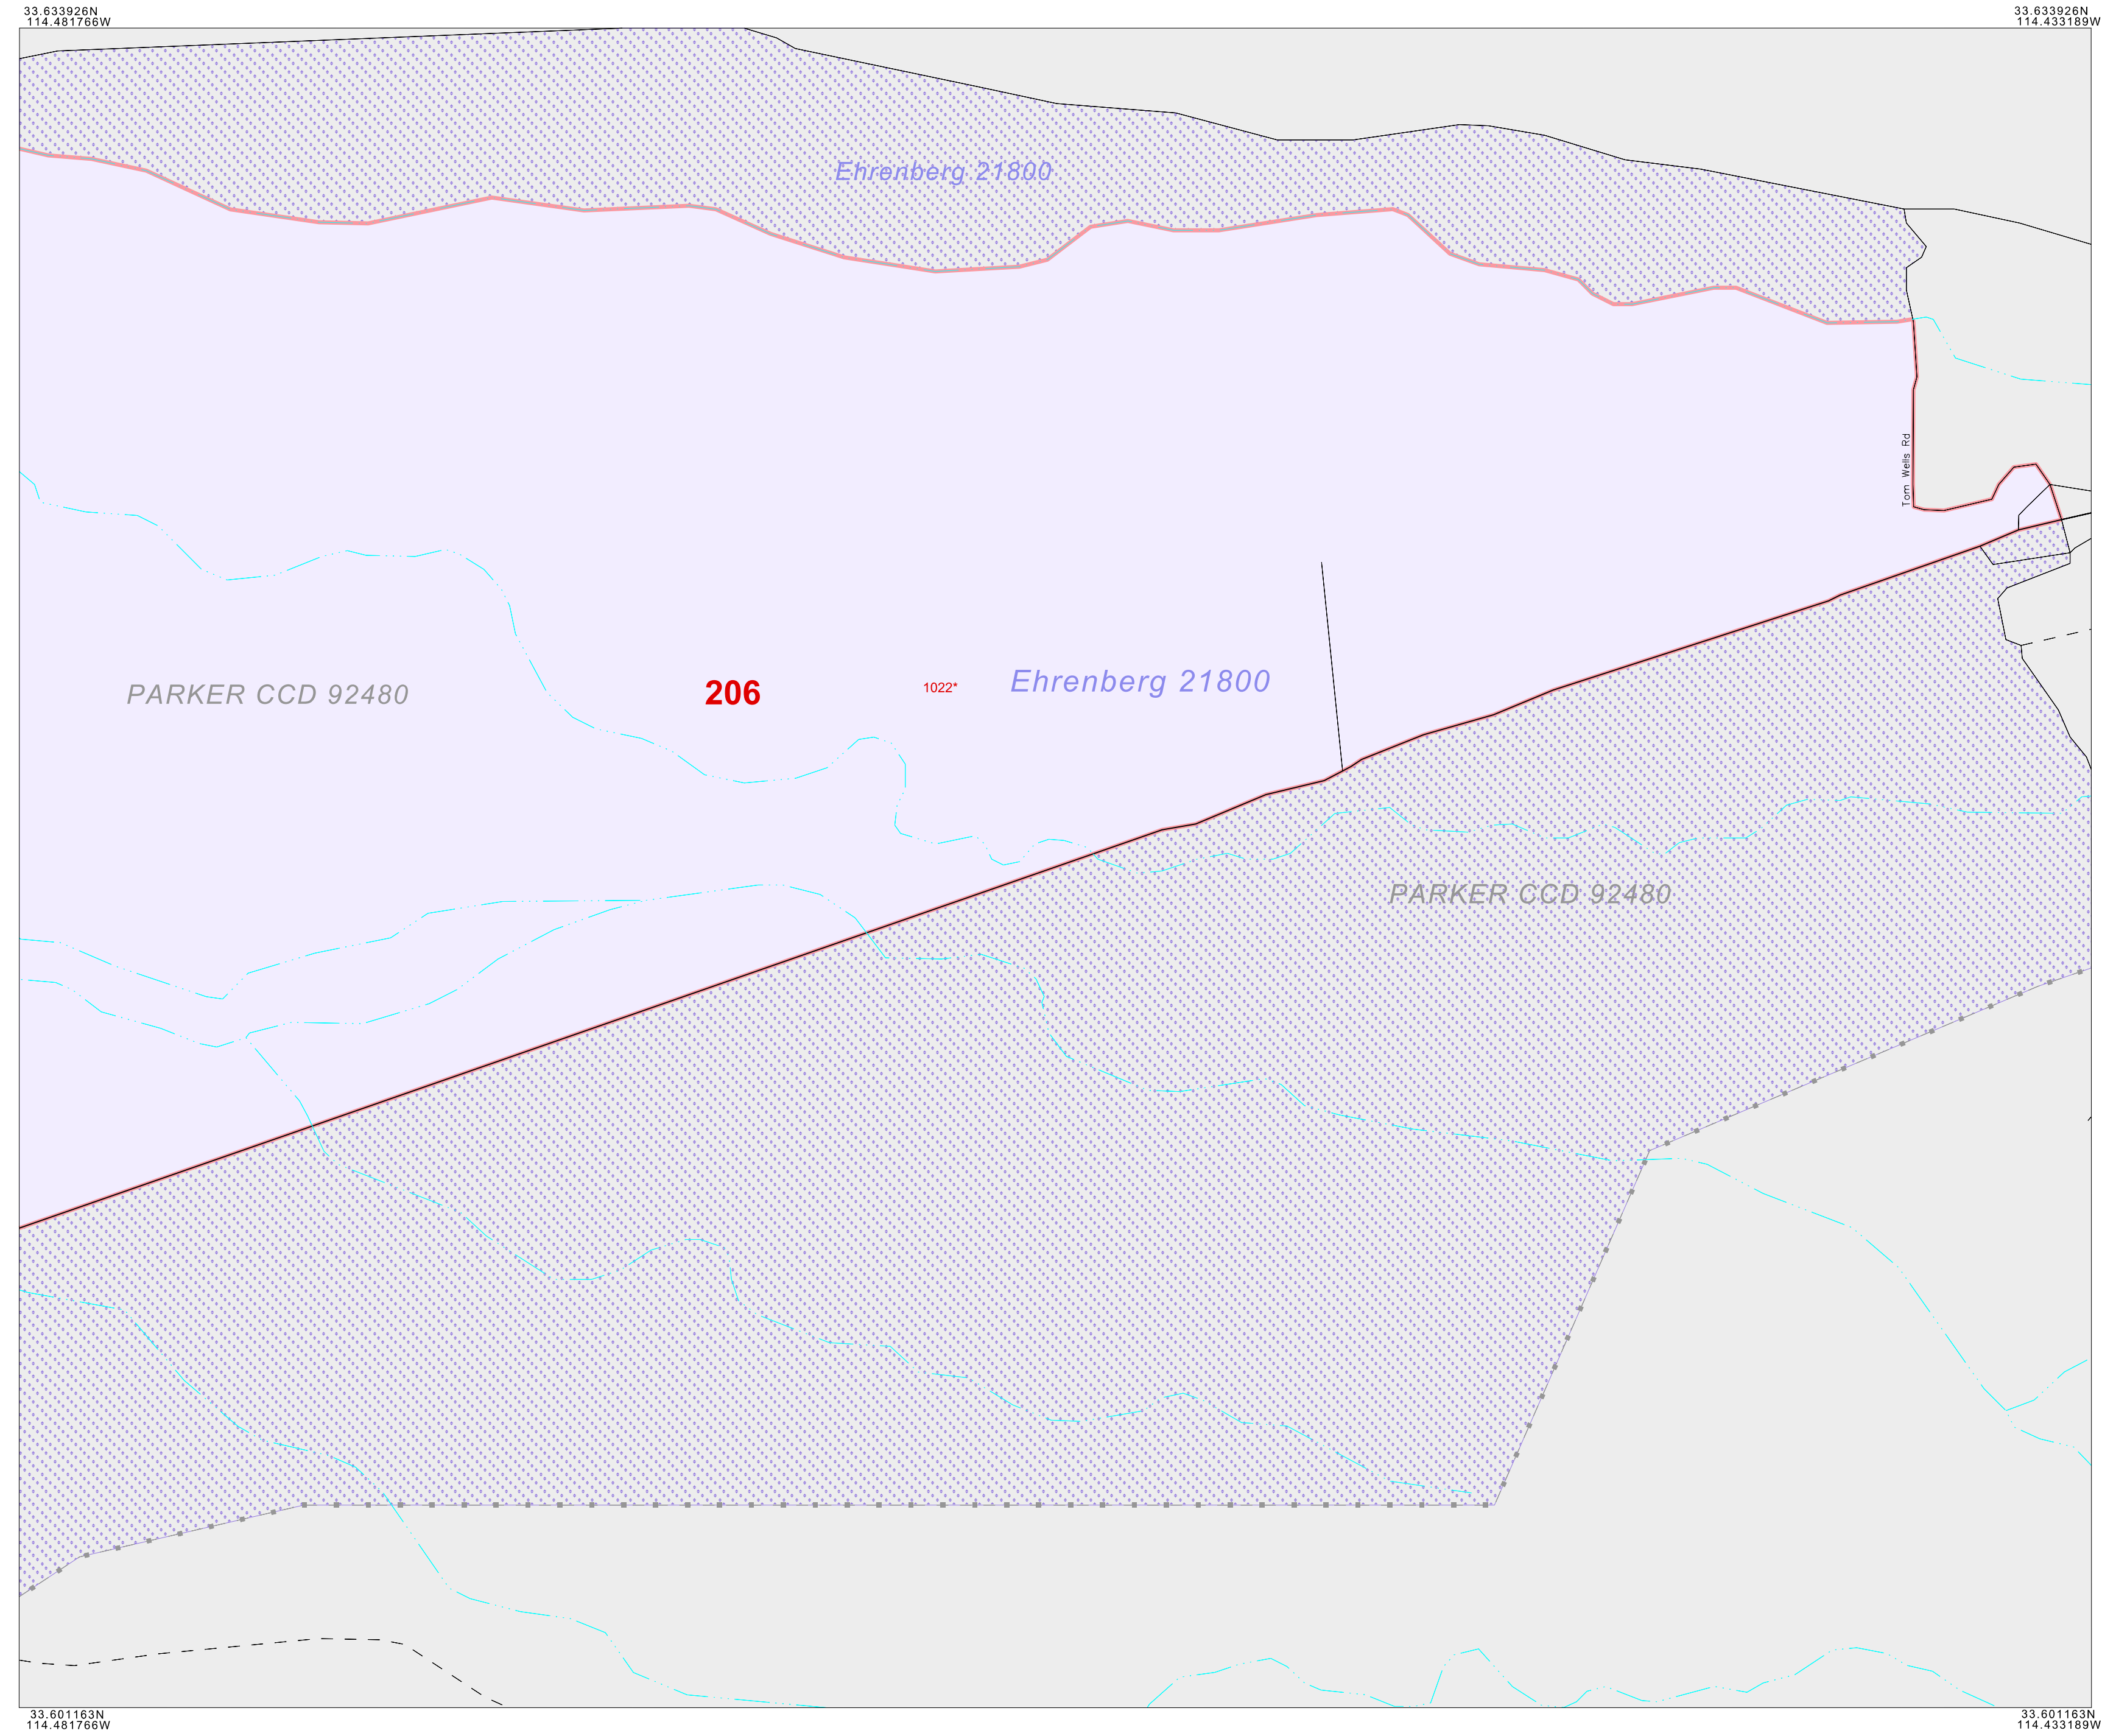 33.633926N
114.481766W
33.633926N
114.433189W
Ehrenberg 21800
Tom Wells Rd
PARKER CCD 92480
206
1022*
Ehrenberg 21800
PARKER CCD 92480
33.601163N
114.481766W
33.601163N
114.433189W